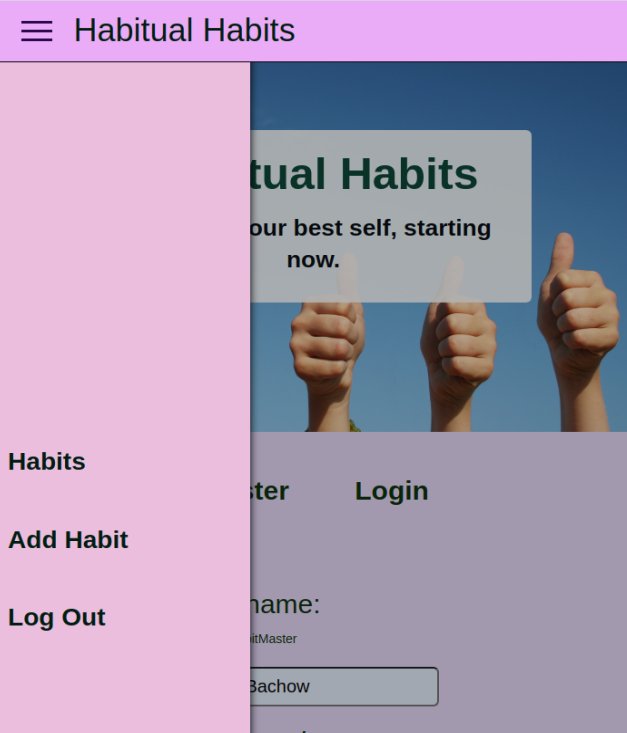 Habitual Habits
tual Habits
our best self, starting
now.
Habits
ster Login
Add Habit
name:
Log Out
itMaster
Bachow